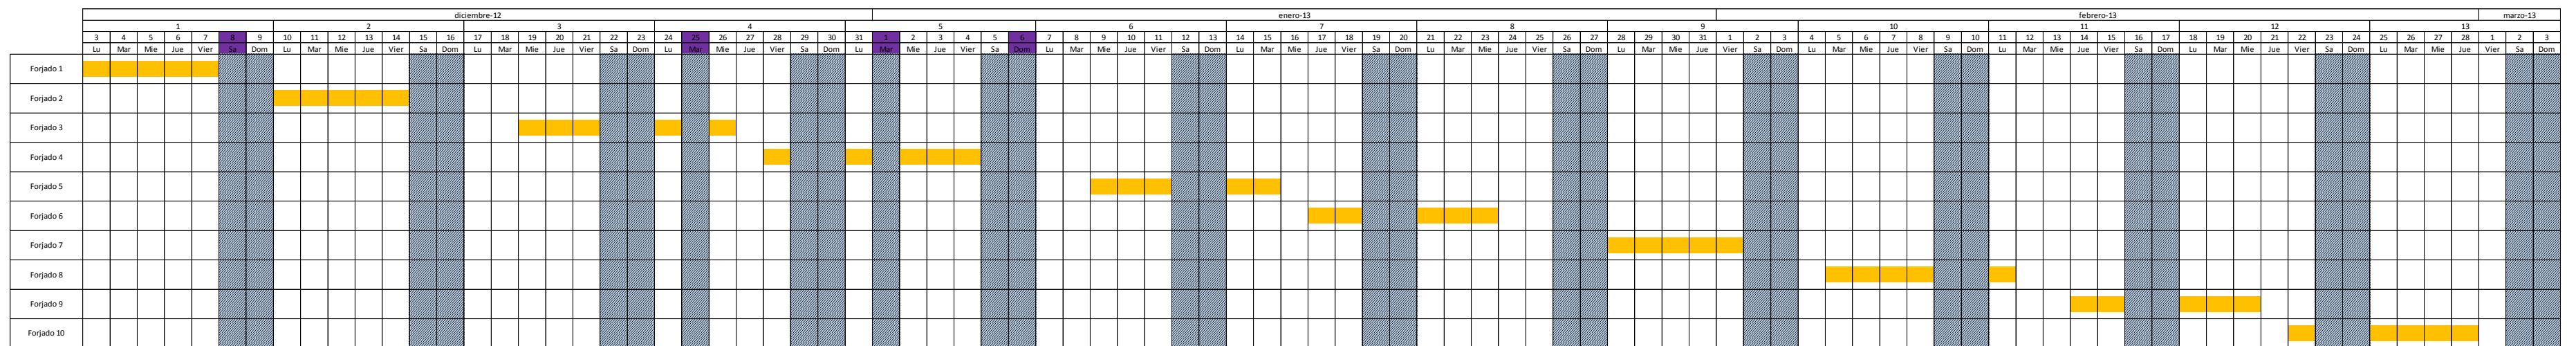 diciembre-12 enero-13 febrero-13 marzo-13
1 2 3 4 5 6 7 8 9 10 11 12 13
3 4 5 6 7 8 9 10 11 12 13 14 15 16 17 18 19 20 21 22 23 24 25 26 27 28 29 30 31 1 2 3 4 5 6 7 8 9 10 11 12 13 14 15 16 17 18 19 20 21 22 23 24 25 26 27 28 29 30 31 1 2 3 4 5 6 7 8 9 10 11 12 13 14 15 16 17 18 19 20 21 22 23 24 25 26 27 28 1 2 3
Lu Mar Mie Jue Vier Sa Dom Lu Mar Mie Jue Vier Sa Dom Lu Mar Mie Jue Vier Sa Dom Lu Mar Mie Jue Vier Sa Dom Lu Mar Mie Jue Vier Sa Dom Lu Mar Mie Jue Vier Sa Dom Lu Mar Mie Jue Vier Sa Dom Lu Mar Mie Jue Vier Sa Dom Lu Mar Mie Jue Vier Sa Dom Lu Mar Mie Jue Vier Sa Dom Lu Mar Mie Jue Vier Sa Dom Lu Mar Mie Jue Vier Sa Dom Lu Mar Mie Jue Vier Sa Dom
Forjado 1
Forjado 2
Forjado 3
Forjado 4
Forjado 5
Forjado 6
Forjado 7
Forjado 8
Forjado 9
Forjado 10